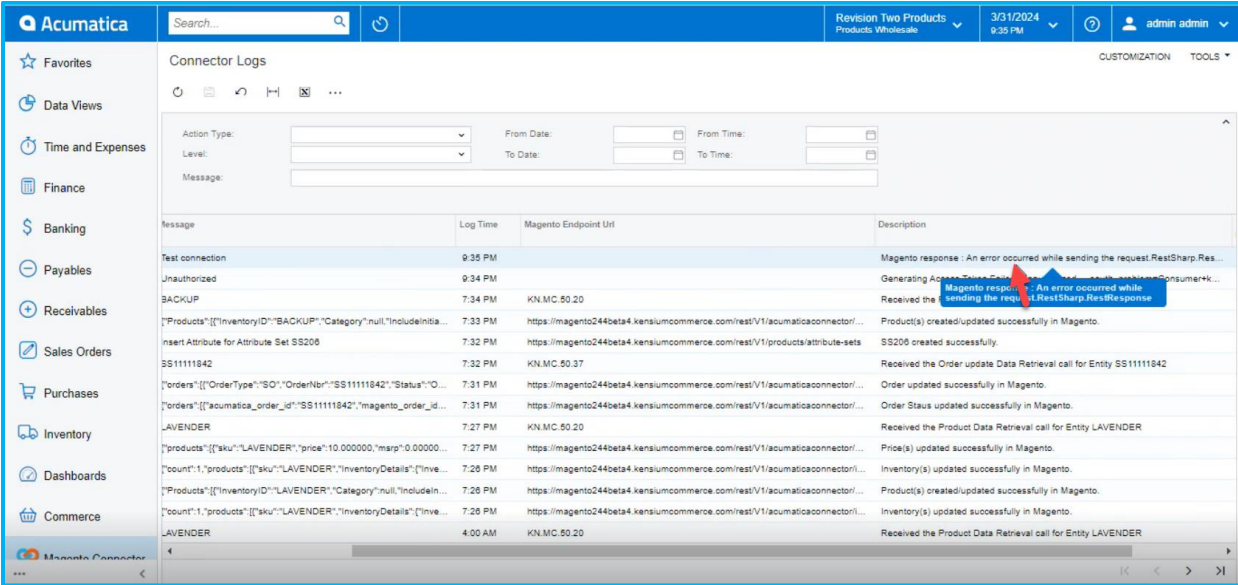 Acumatica
Search...
Revision Two Products
Products Wholesale
3/31/2024
9:35 PM
admin admin
Favorites
Data Views
Time and Expenses
Finance
Banking
Payables
Receivables
Sales Orders
Purchases
Inventory
Dashboards
Commerce
Magento Connector
Connector Logs
CUSTOMIZATION TOOLS
Action Type: From Date: From Time:
Level: To Date: To Time:
Message:
Message Log Time Magento Endpoint Url Description
Test connection 9:35 PM Magento response : An error occurred while sending the request.RestSharp.Res...
Unauthorized 9:34 PM Generating
Magento response : An error occurred while
sending the request.RestSharp.RestResponse
BACKUP 7:34 PM KN.MC.50.20 Received the
{"Products":[{"InventoryID":"BACKUP","Category":null,"IncludeInitia... 7:33 PM https://magento244beta4.kensiumcommerce.com/rest/V1/acumaticaconnector/... Product(s) created/updated successfully in Magento.
Insert Attribute for Attribute Set SS206 7:32 PM https://magento244beta4.kensiumcommerce.com/rest/V1/products/attribute-sets SS206 created successfully.
SS11111842 7:32 PM KN.MC.50.37 Received the Order update Data Retrieval call for Entity SS11111842
{"orders":[{"OrderType":"SO","OrderNbr":"SS11111842","Status":"O... 7:31 PM https://magento244beta4.kensiumcommerce.com/rest/V1/acumaticaconnector/... Order updated successfully in Magento.
{"orders":[{"acumatica_order_id":"SS11111842","magento_order_id... 7:31 PM https://magento244beta4.kensiumcommerce.com/rest/V1/acumaticaconnector/... Order Staus updated successfully in Magento.
LAVENDER 7:27 PM KN.MC.50.20 Received the Product Data Retrieval call for Entity LAVENDER
{"products":[{"sku":"LAVENDER","price":10.000000,"msrp":0.00000... 7:27 PM https://magento244beta4.kensiumcommerce.com/rest/V1/acumaticaconnector/... Price(s) updated successfully in Magento.
{"count":1,"products":[{"sku":"LAVENDER","InventoryDetails":{"Inve... 7:26 PM https://magento244beta4.kensiumcommerce.com/rest/V1/acumaticaconnector/i... Inventory(s) updated successfully in Magento.
{"Products":[{"InventoryID":"LAVENDER","Category":null,"IncludeIn... 7:26 PM https://magento244beta4.kensiumcommerce.com/rest/V1/acumaticaconnector/... Product(s) created/updated successfully in Magento.
{"count":1,"products":[{"sku":"LAVENDER","InventoryDetails":{"Inve... 7:26 PM https://magento244beta4.kensiumcommerce.com/rest/V1/acumaticaconnector/i... Inventory(s) updated successfully in Magento.
LAVENDER 4:00 AM KN.MC.50.20 Received the Product Data Retrieval call for Entity LAVENDER